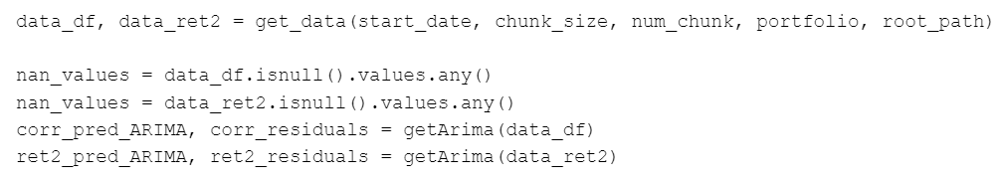 data_df, data_ret2 = get_data(start_date, chunk_size, num_chunk, portfolio, root_path)
nan_values = data_df.isnull().values.any()
nan_values = data_ret2.isnull().values.any()
corr_pred_ARIMA, corr_residuals = getArima(data_df)
ret2_pred_ARIMA, ret2_residuals = getArima(data_ret2)